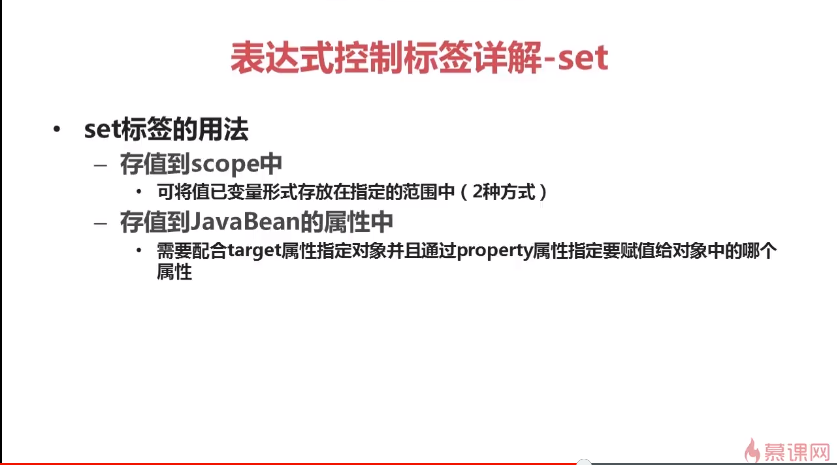 表达式控制标签详解-set
• set标签的用法
– 存值到scope中
• 可将值已变量形式存放在指定的范围中（2种方式）
– 存值到JavaBean的属性中
• 需要配合target属性指定对象并且通过property属性指定要赋值给对象中的哪个
属性
慕课网